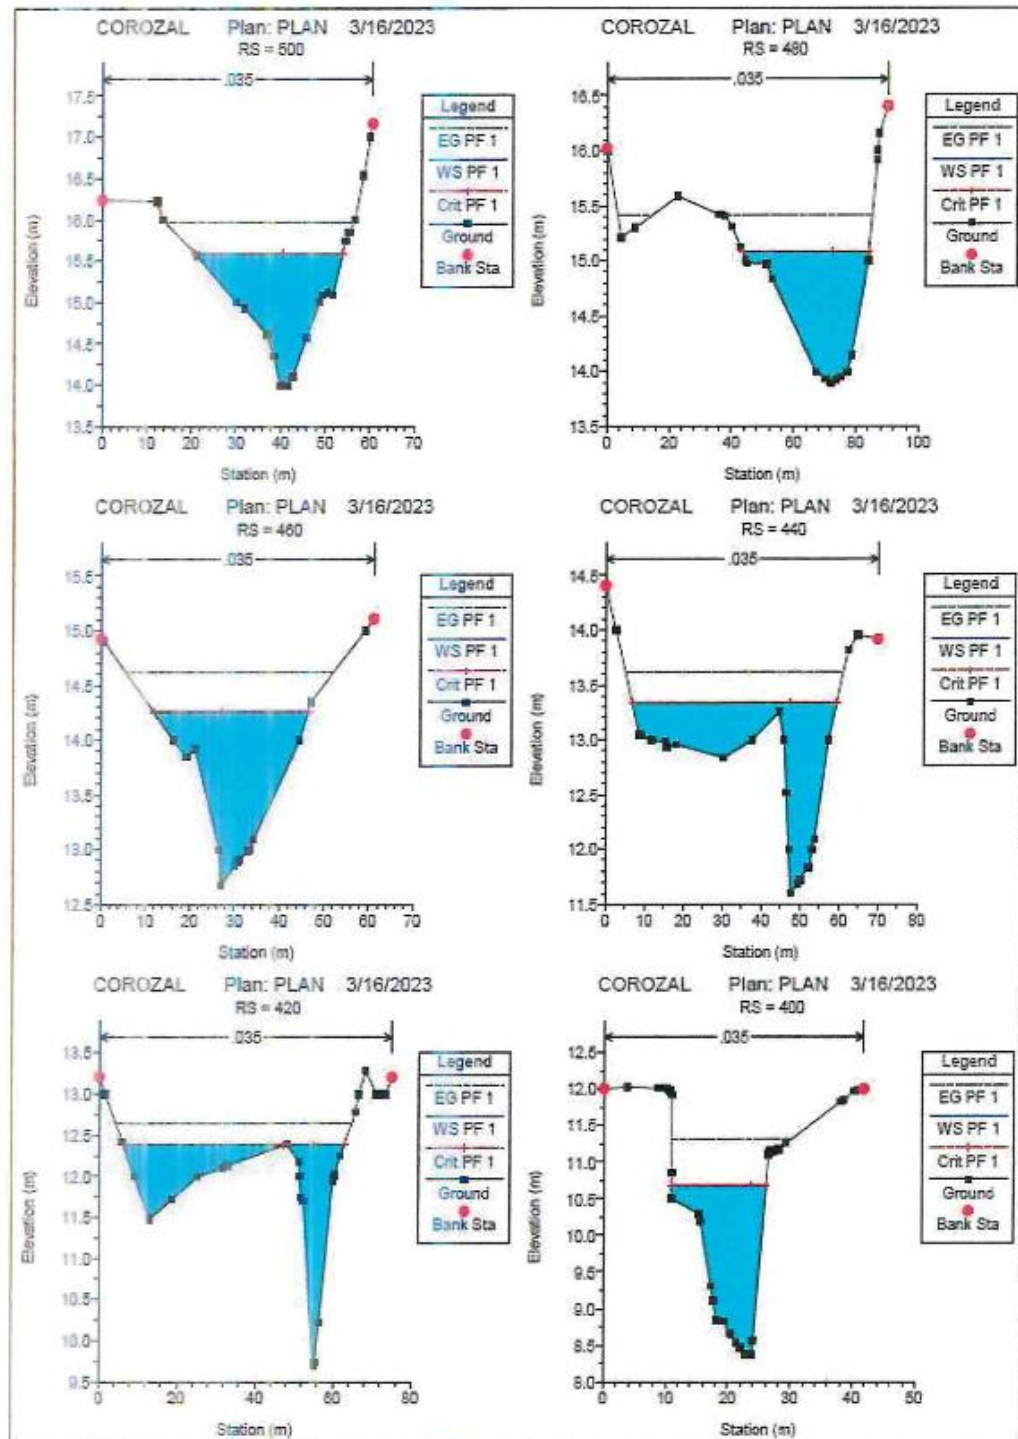 COROZAL Plan: PLAN 3/16/2023
RS = 500
.035
Elevation (m)
17.5
17.0
16.5
16.0
15.5
15.0
14.5
14.0
13.5
0 10 20 30 40 50 60 70
Station (m)
Legend
EG PF 1
WS PF 1
Crit PF 1
Ground
Bank Sta
COROZAL Plan: PLAN 3/16/2023
RS = 480
.035
Elevation (m)
16.5
16.0
15.5
15.0
14.5
14.0
13.5
0 20 40 60 80 100
Station (m)
Legend
EG PF 1
WS PF 1
Crit PF 1
Ground
Bank Sta
COROZAL Plan: PLAN 3/16/2023
RS = 460
.035
Elevation (m)
15.5
15.0
14.5
14.0
13.5
13.0
12.5
0 10 20 30 40 50 60 70
Station (m)
Legend
EG PF 1
WS PF 1
Crit PF 1
Ground
Bank Sta
COROZAL Plan: PLAN 3/16/2023
RS = 440
.035
Elevation (m)
14.5
14.0
13.5
13.0
12.5
12.0
11.5
0 10 20 30 40 50 60 70 80
Station (m)
Legend
EG PF 1
WS PF 1
Crit PF 1
Ground
Bank Sta
COROZAL Plan: PLAN 3/16/2023
RS = 420
.035
Elevation (m)
13.5
13.0
12.5
12.0
11.5
11.0
10.5
10.0
9.5
0 20 40 60 80
Station (m)
Legend
EG PF 1
WS PF 1
Crit PF 1
Ground
Bank Sta
COROZAL Plan: PLAN 3/16/2023
RS = 400
.035
Elevation (m)
12.5
12.0
11.5
11.0
10.5
10.0
9.5
9.0
8.5
8.0
0 10 20 30 40 50
Station (m)
Legend
EG PF 1
WS PF 1
Crit PF 1
Ground
Bank Sta